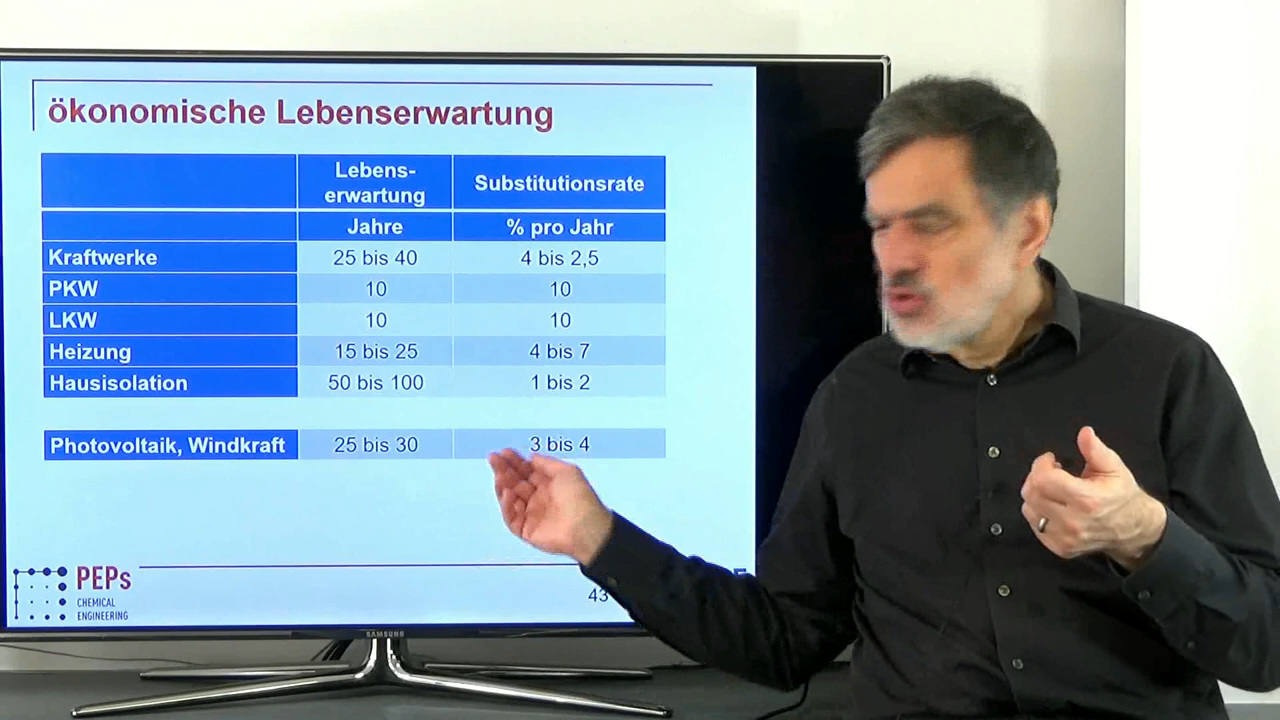 ökonomische Lebenserwartung
Lebens-
erwartung
Substitutionsrate
Jahre
% pro Jahr
Kraftwerke 25 bis 40 4 bis 2,5
PKW 10 10
LKW 10 10
Heizung 15 bis 25 4 bis 7
Hausisolation 50 bis 100 1 bis 2
Photovoltaik, Windkraft 25 bis 30 3 bis 4
PEPs
CHEMICAL
ENGINEERING
43
SAMSUNG